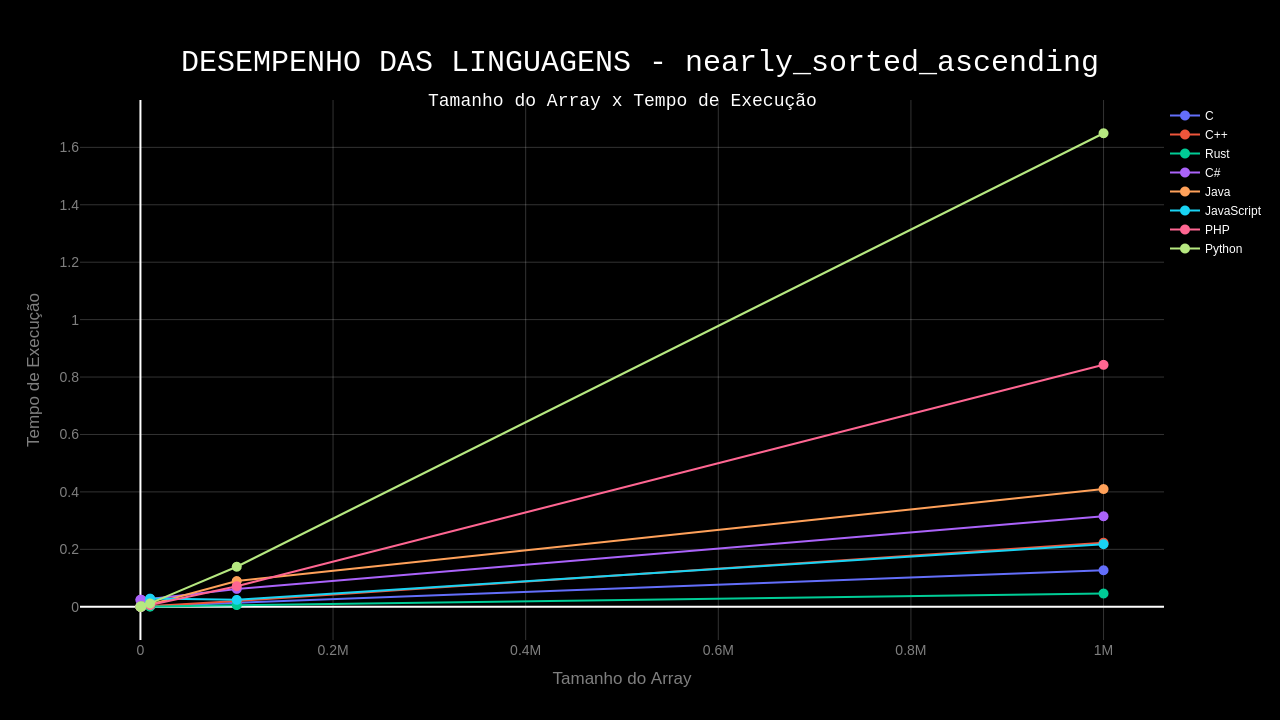 DESEMPENHO DAS LINGUAGENS - nearly_sorted_ascending
Tamanho do Array x Tempo de Execução
C
C++
Rust
C#
Java
JavaScript
PHP
Python
1.6
1.4
1.2
1
0.8
0.6
0.4
0.2
0
Tempo de Execução
0
0.2M
0.4M
0.6M
0.8M
1M
Tamanho do Array